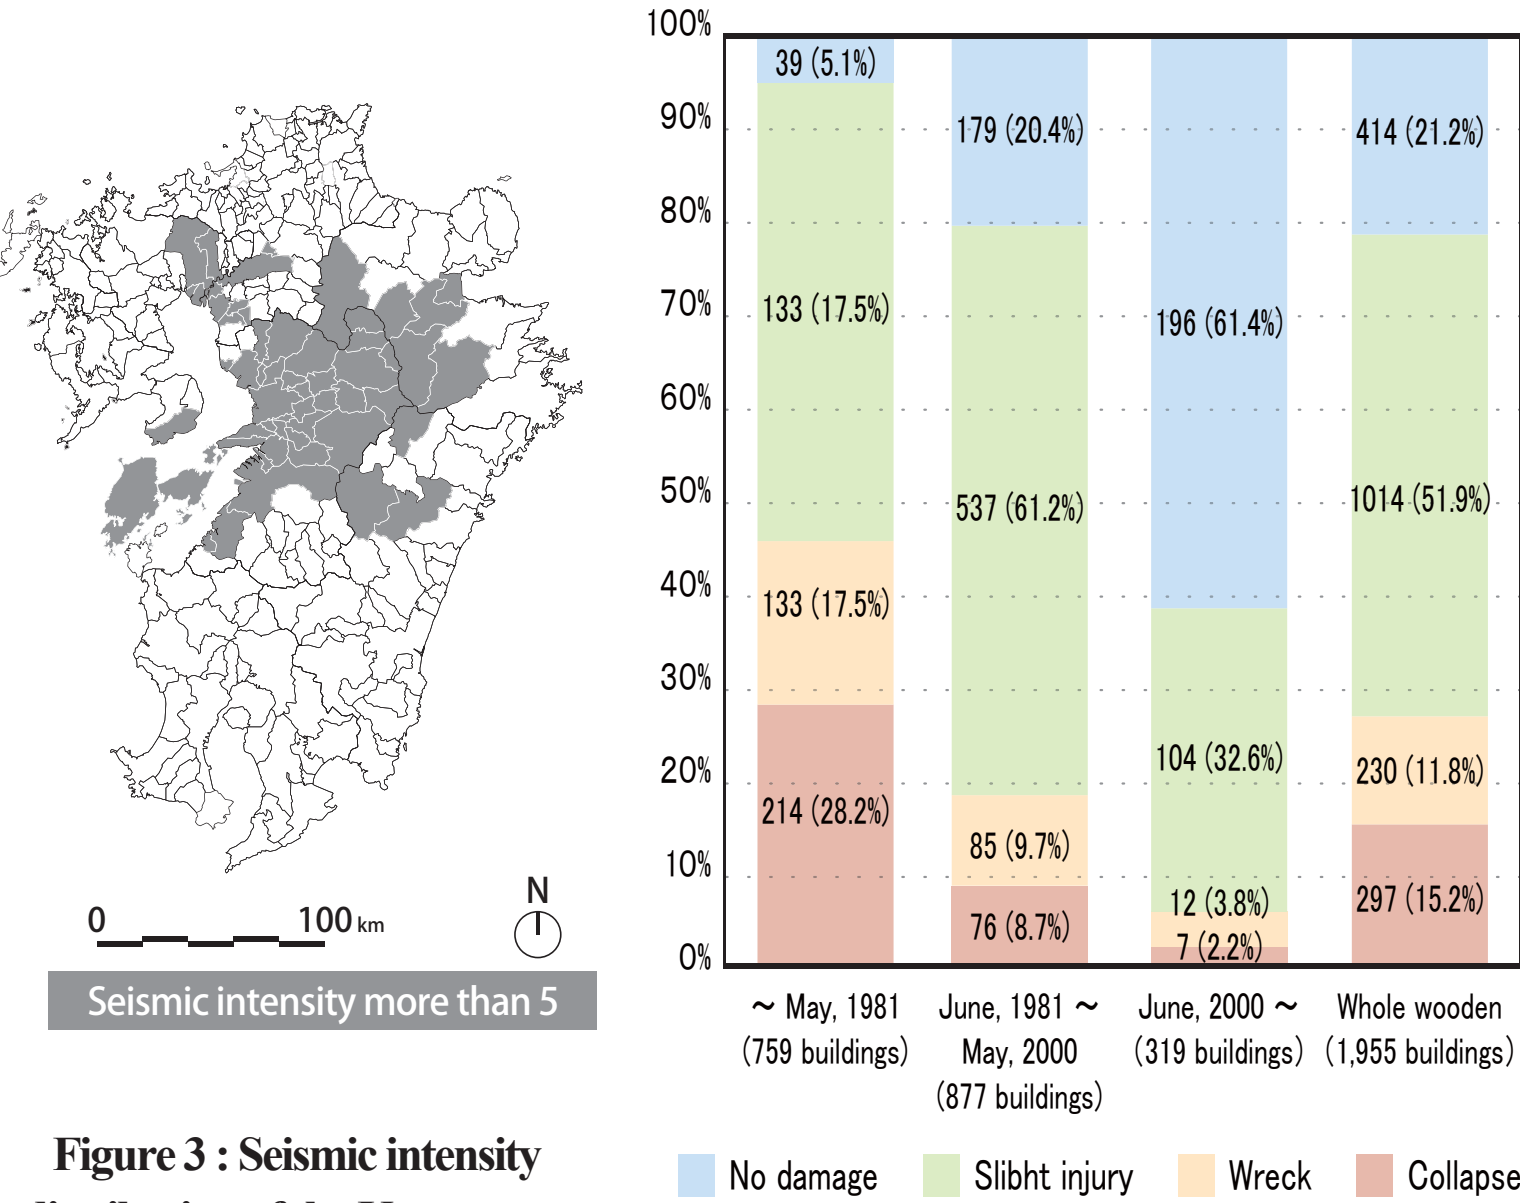 0 100 km
N
Seismic intensity more than 5
Figure 3 : Seismic intensity
100%
90%
80%
70%
60%
50%
40%
30%
20%
10%
0%
39 (5.1%)
133 (17.5%)
133 (17.5%)
214 (28.2%)
179 (20.4%)
537 (61.2%)
85 (9.7%)
76 (8.7%)
196 (61.4%)
104 (32.6%)
12 (3.8%)
7 (2.2%)
414 (21.2%)
1014 (51.9%)
230 (11.8%)
297 (15.2%)
~ May, 1981
(759 buildings)
June, 1981 ~
May, 2000
(877 buildings)
June, 2000 ~
(319 buildings)
Whole wooden
(1,955 buildings)
No damage
Slibht injury
Wreck
Collapse